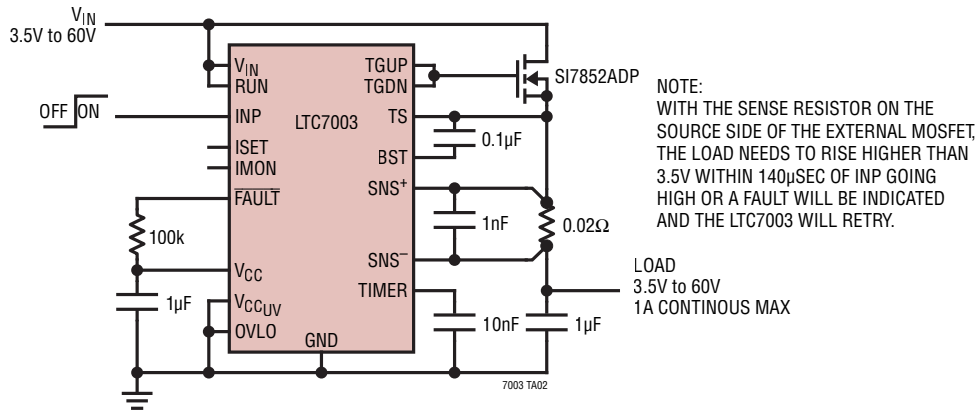 VIN
3.5V to 60V
VIN
RUN
TGUP
TGDN
SI7852ADP
OFF ON
INP
LTC7003
TS
0.1µF
ISET
IMON
BST
FAULT
SNS+
100k
1nF
0.02Ω
VCC
SNS–
1µF
VCCUV
TIMER
OVLO
GND
10nF
1µF
LOAD
3.5V to 60V
1A CONTINOUS MAX
NOTE:
WITH THE SENSE RESISTOR ON THE
SOURCE SIDE OF THE EXTERNAL MOSFET,
THE LOAD NEEDS TO RISE HIGHER THAN
3.5V WITHIN 140µSEC OF INP GOING
HIGH OR A FAULT WILL BE INDICATED
AND THE LTC7003 WILL RETRY.
7003 TA02